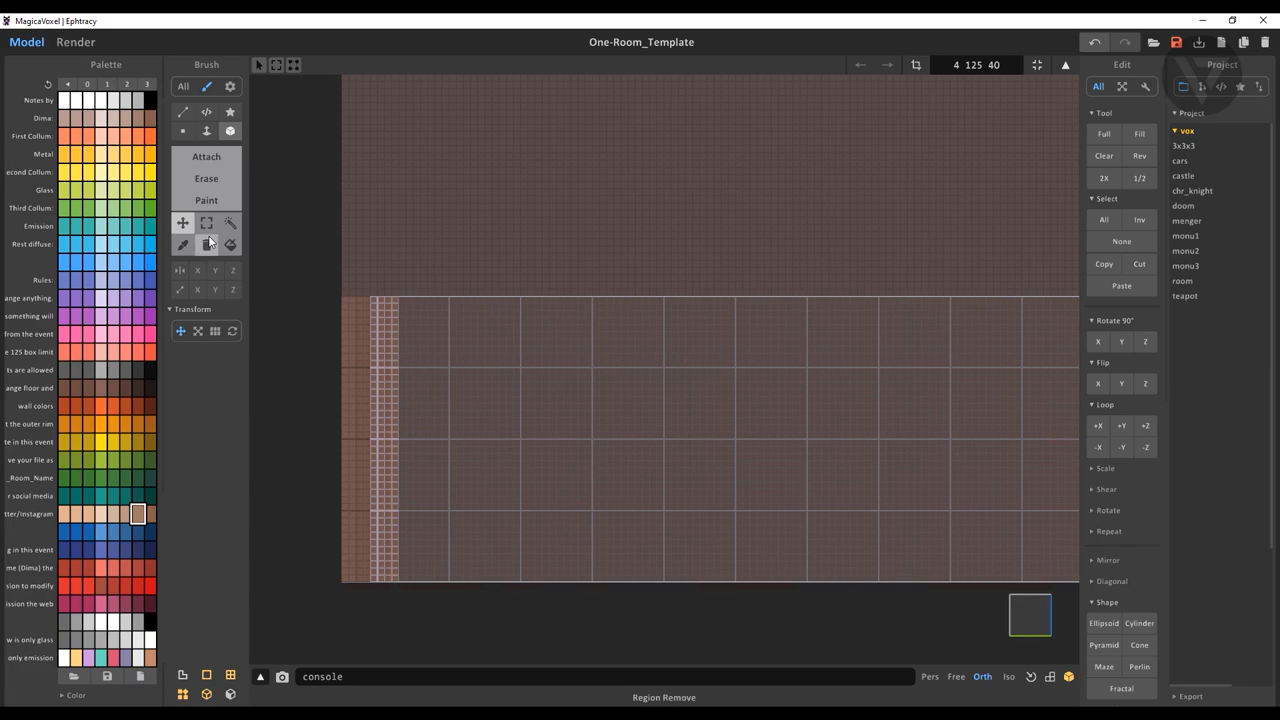 MagicaVoxel | Ephtracy
Model Render
One-Room_Template
Palette
Brush
4 125 40
Edit
Project
0 1 2 3
All
All
Notes by
Dima:
First Collum:
Metal
econd Collum:
Glass
Third Collum:
Emission
Rest diffuse:
Rules:
ange anything.
something will
from the event
e 125 box limit
ts are allowed
ange floor and
wall colors
t the outer rim
te in this event
ve your file as
_Room_Name
r social media
tter/Instagram
g in this event
me (Dima) the
sion to modify
ission the web
w is only glass
only emission
Color
Attach
Erase
Paint
X Y Z
X Y Z
Transform
Tool
Full Fill
Clear Rev
2X 1/2
Select
All Inv
None
Copy Cut
Paste
Rotate 90°
X Y Z
Flip
X Y Z
Loop
+X +Y +Z
-X -Y -Z
Scale
Shear
Rotate
Repeat
Mirror
Diagonal
Shape
Ellipsoid Cylinder
Pyramid Cone
Maze Perlin
Fractal
Project
vox
3x3x3
cars
castle
chr_knight
doom
menger
monu1
monu2
monu3
room
teapot
Export
console
Pers Free Orth Iso
Region Remove